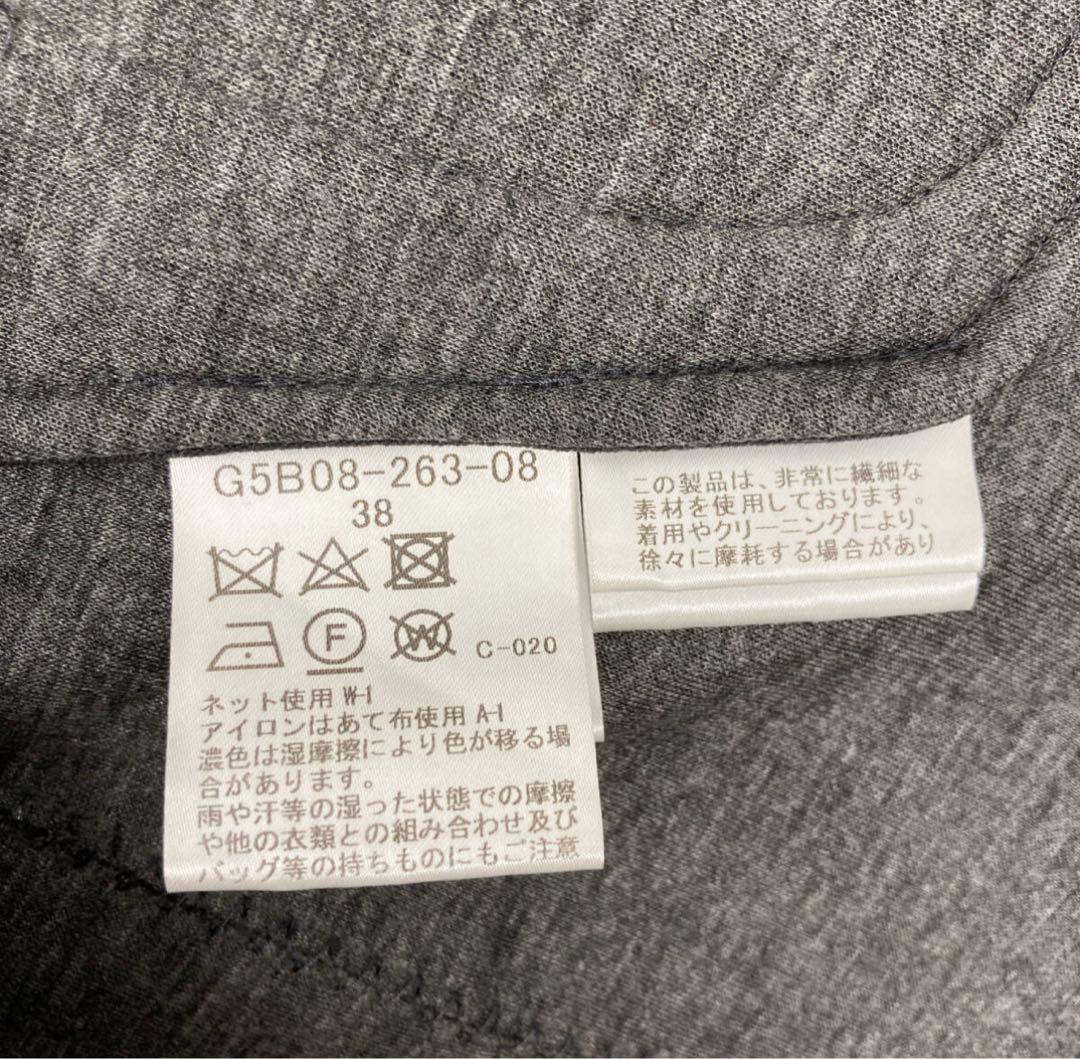 G5B08-263-08
38
F
W
C-020
ネット使用 W-1
アイロンはあて布使用 A-1
濃色は湿摩擦により色が移る場
合があります。
雨や汗等の湿った状態での摩擦
や他の衣類との組み合わせ及び
バッグ等の持ちものにもご注意
この製品は、非常に繊細な
素材を使用しております。
着用やクリーニングにより、
徐々に摩耗する場合があり